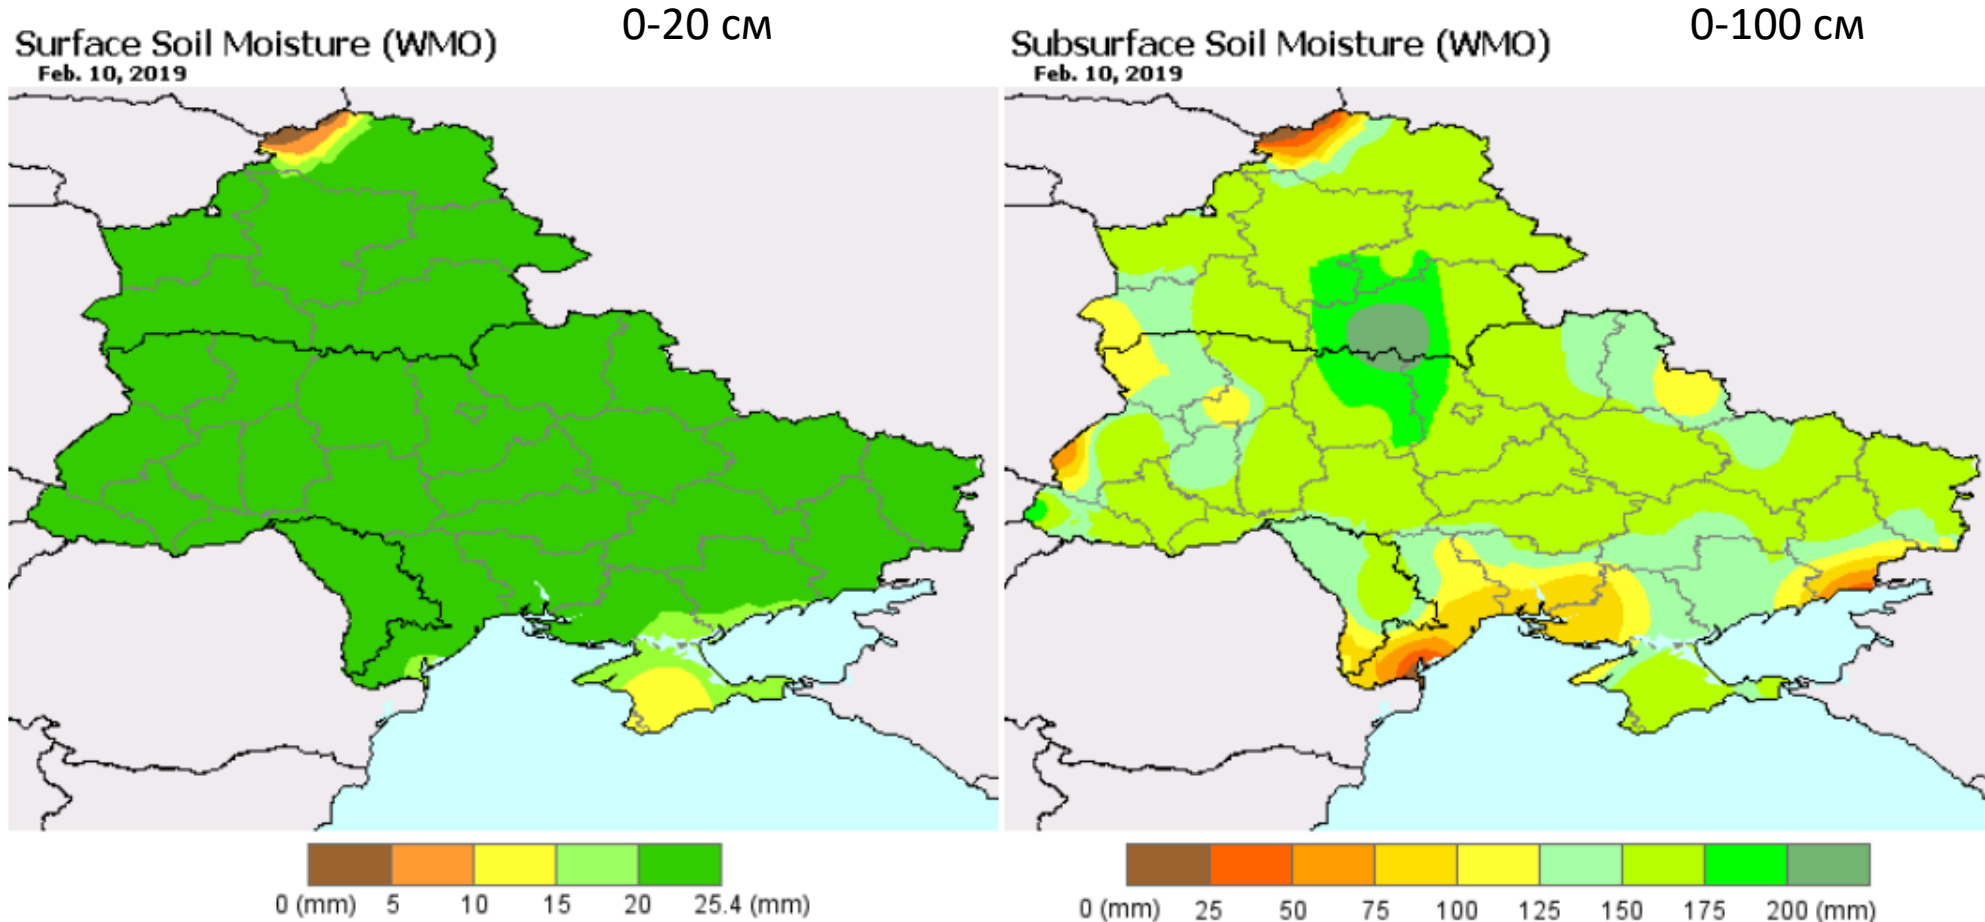 0-20 см
Surface Soil Moisture (WMO)
Feb. 10, 2019
0 (mm) 5 10 15 20 25.4 (mm)
0-100 см
Subsurface Soil Moisture (WMO)
Feb. 10, 2019
0 (mm) 25 50 75 100 125 150 175 200 (mm)